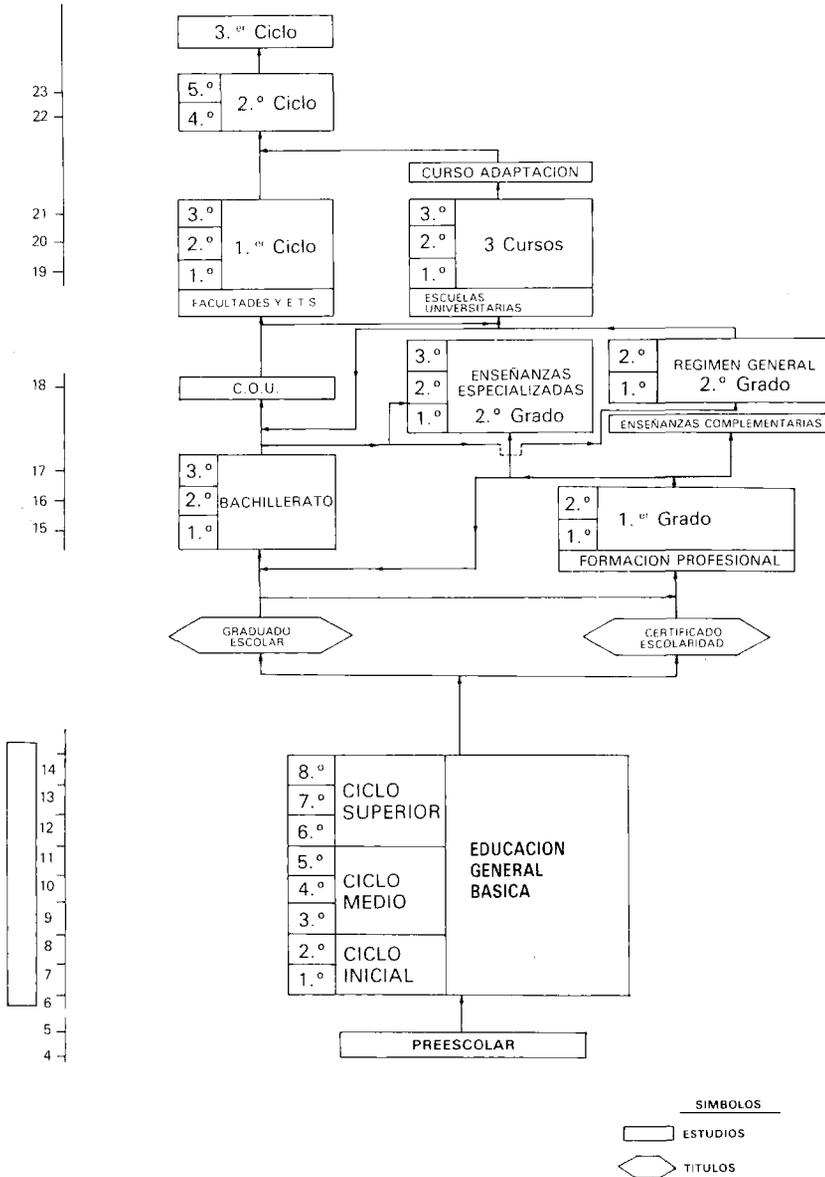 3.er Ciclo
23
22
5.º
4.º
2.º Ciclo
CURSO ADAPTACION
21
20
19
3.º
2.º
1.º
1.er Ciclo
FACULTADES Y E T S
3.º
2.º
1.º
3 Cursos
ESCUELAS
UNIVERSITARIAS
18
C.O.U.
3.º
2.º
1.º
ENSEÑANZAS
ESPECIALIZADAS
2.º Grado
2.º
1.º
REGIMEN GENERAL
2.º Grado
ENSEÑANZAS COMPLEMENTARIAS
17
16
15
3.º
2.º
1.º
BACHILLERATO
2.º
1.º
1.er Grado
FORMACION PROFESIONAL
GRADUADO
ESCOLAR
CERTIFICADO
ESCOLARIDAD
14
13
12
11
10
9
8
7
6
8.º
7.º
6.º
CICLO
SUPERIOR
5.º
4.º
3.º
CICLO
MEDIO
2.º
1.º
CICLO
INICIAL
EDUCACION
GENERAL
BASICA
5
4
PREESCOLAR
SIMBOLOS
ESTUDIOS
TITULOS